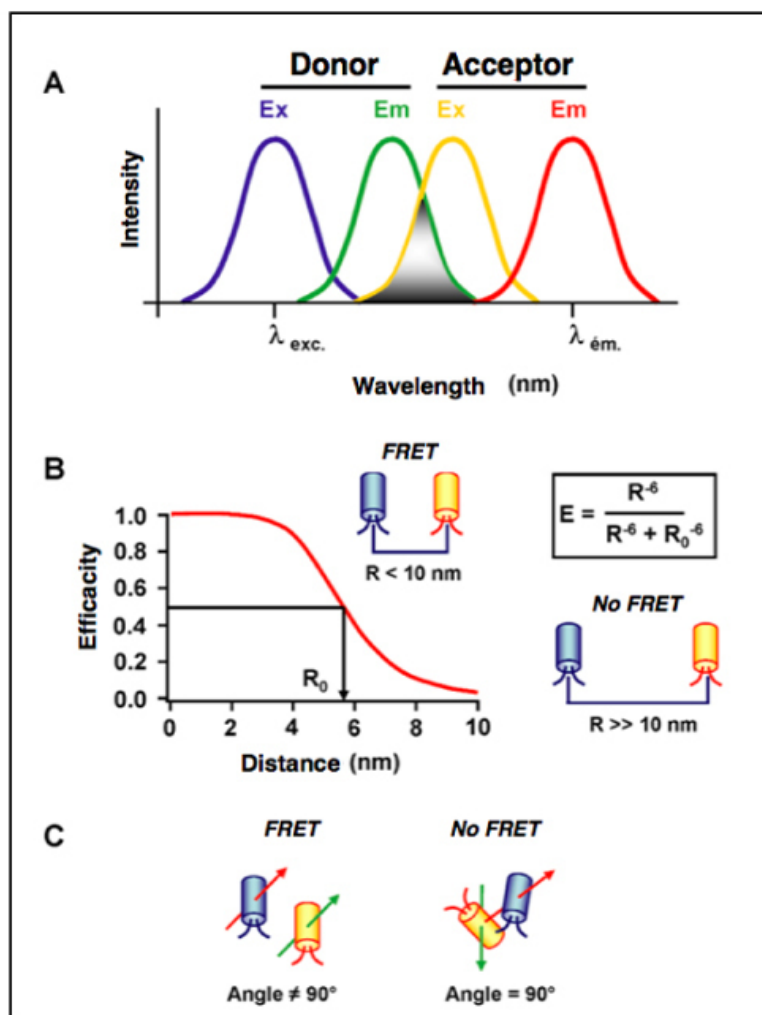 A
Donor Acceptor
Ex Em Ex Em
Intensity
λ exc. λ ém.
Wavelength (nm)
B
FRET
R < 10 nm
E = R⁻⁶ / R⁻⁶ + R₀⁻⁶
No FRET
R >> 10 nm
Efficacity
1.0
0.8
0.6
0.4
0.2
0.0
R₀
0 2 4 6 8 10
Distance (nm)
C
FRET No FRET
Angle ≠ 90° Angle = 90°